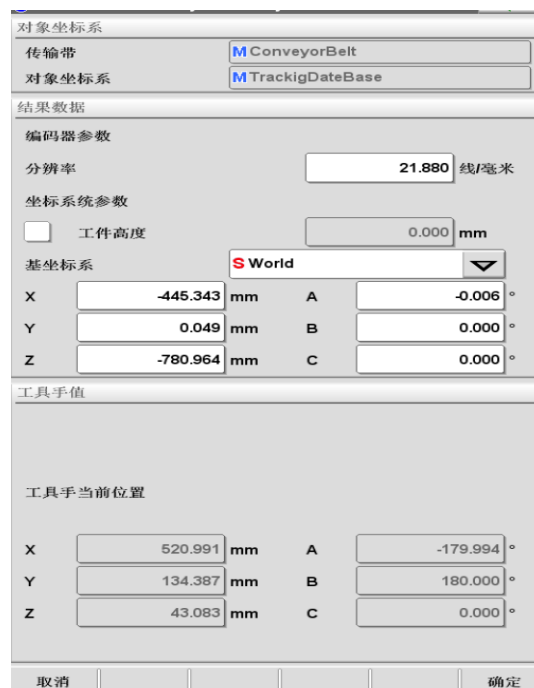 对象坐标系
传输带 M ConveyorBelt
对象坐标系 M TrackigDateBase
结果数据
编码器参数
分辨率 21.880 线/毫米
坐标系统参数
工件高度 0.000 mm
基坐标系 S World
X -445.343 mm A -0.006 °
Y 0.049 mm B 0.000 °
Z -780.964 mm C 0.000 °
工具手值
工具手当前位置
X 520.991 mm A -179.994 °
Y 134.387 mm B 180.000 °
Z 43.083 mm C 0.000 °
取消 确定